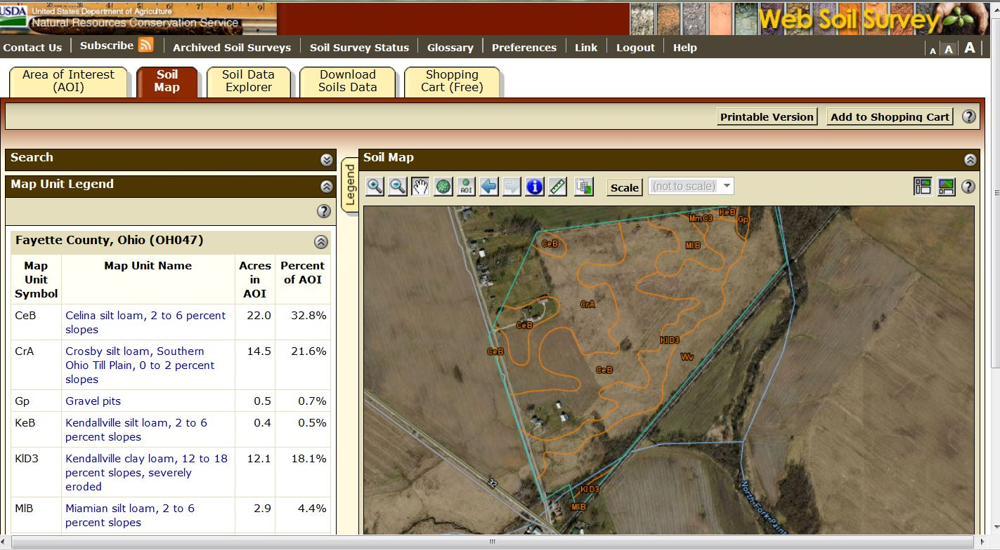 USDA United States Department of Agriculture
Natural Resources Conservation Service
Web Soil Survey
Contact Us
Subscribe
Archived Soil Surveys
Soil Survey Status
Glossary
Preferences
Link
Logout
Help
A A A
Area of Interest
(AOI)
Soil
Map
Soil Data
Explorer
Download
Soils Data
Shopping
Cart (Free)
Printable Version
Add to Shopping Cart
?
Search
Map Unit Legend
?
Fayette County, Ohio (OH047)
Map
Unit
Symbol
Map Unit Name
Acres
in
AOI
Percent
of AOI
CeB
Celina silt loam, 2 to 6 percent
slopes
22.0
32.8%
CrA
Crosby silt loam, Southern
Ohio Till Plain, 0 to 2 percent
slopes
14.5
21.6%
Gp
Gravel pits
0.5
0.7%
KeB
Kendallville silt loam, 2 to 6
percent slopes
0.4
0.5%
KlD3
Kendallville clay loam, 12 to 18
percent slopes, severely
eroded
12.1
18.1%
MlB
Miamian silt loam, 2 to 6
percent slopes
2.9
4.4%
Legend
Soil Map
AOI
i
Scale
(not to scale)
?
KeB
MmC3
Gp
CeB
MlB
CrA
CeB
KlD3
CeB
Wv
CeB
32
KlD3
MlB
North-Fork-Paint